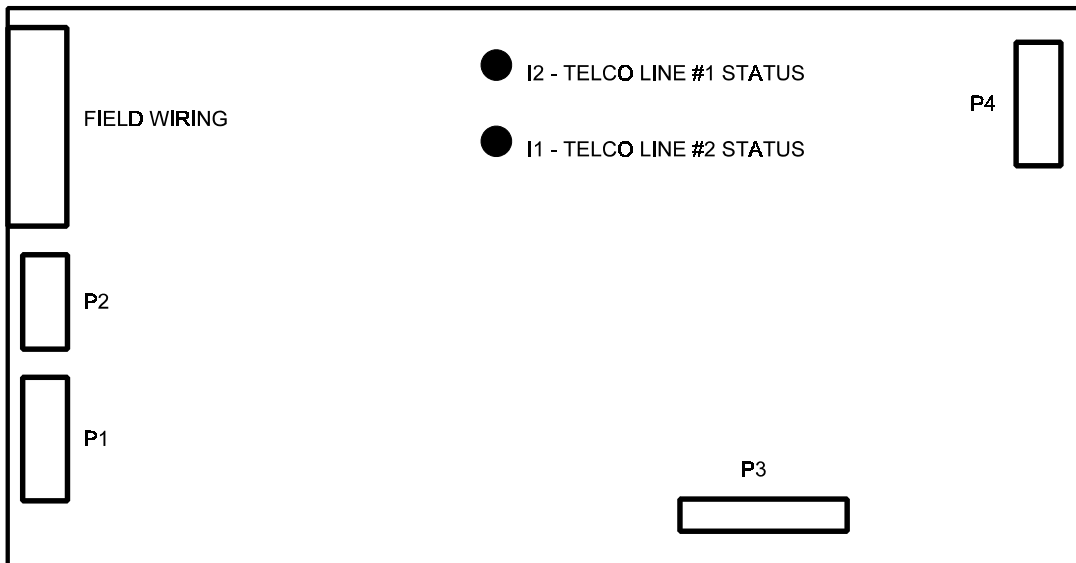 I2 - TELCO LINE #1 STATUS
P4
FIELD WIRING
I1 - TELCO LINE #2 STATUS
P2
P1
P3